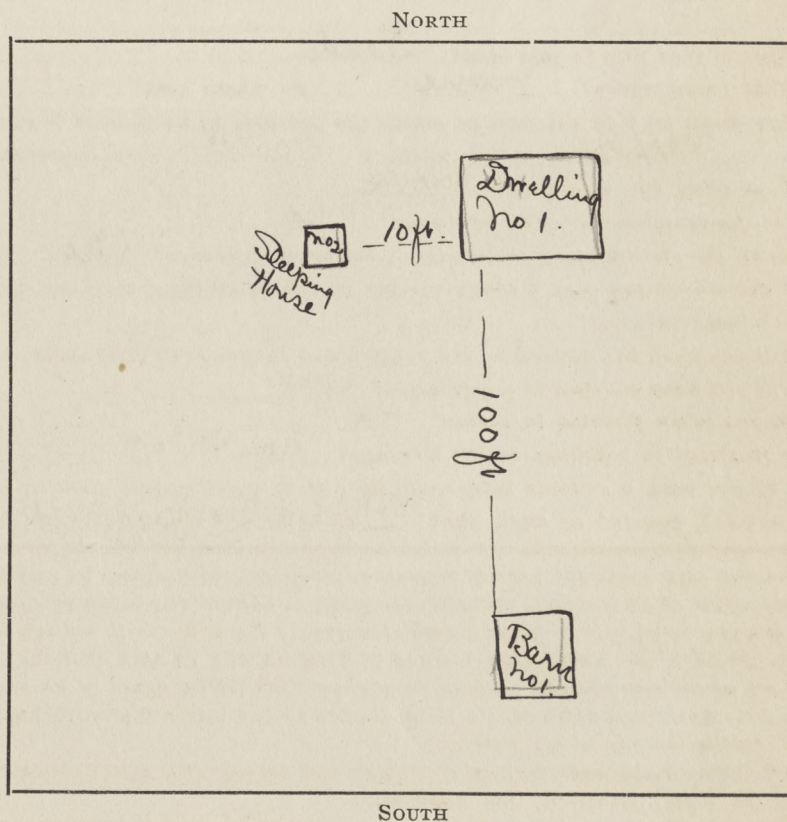 NORTH
Dwelling
No 1.
10 ft.
No 2
Sleeping
House
100 ft
Barn
No 1.
SOUTH